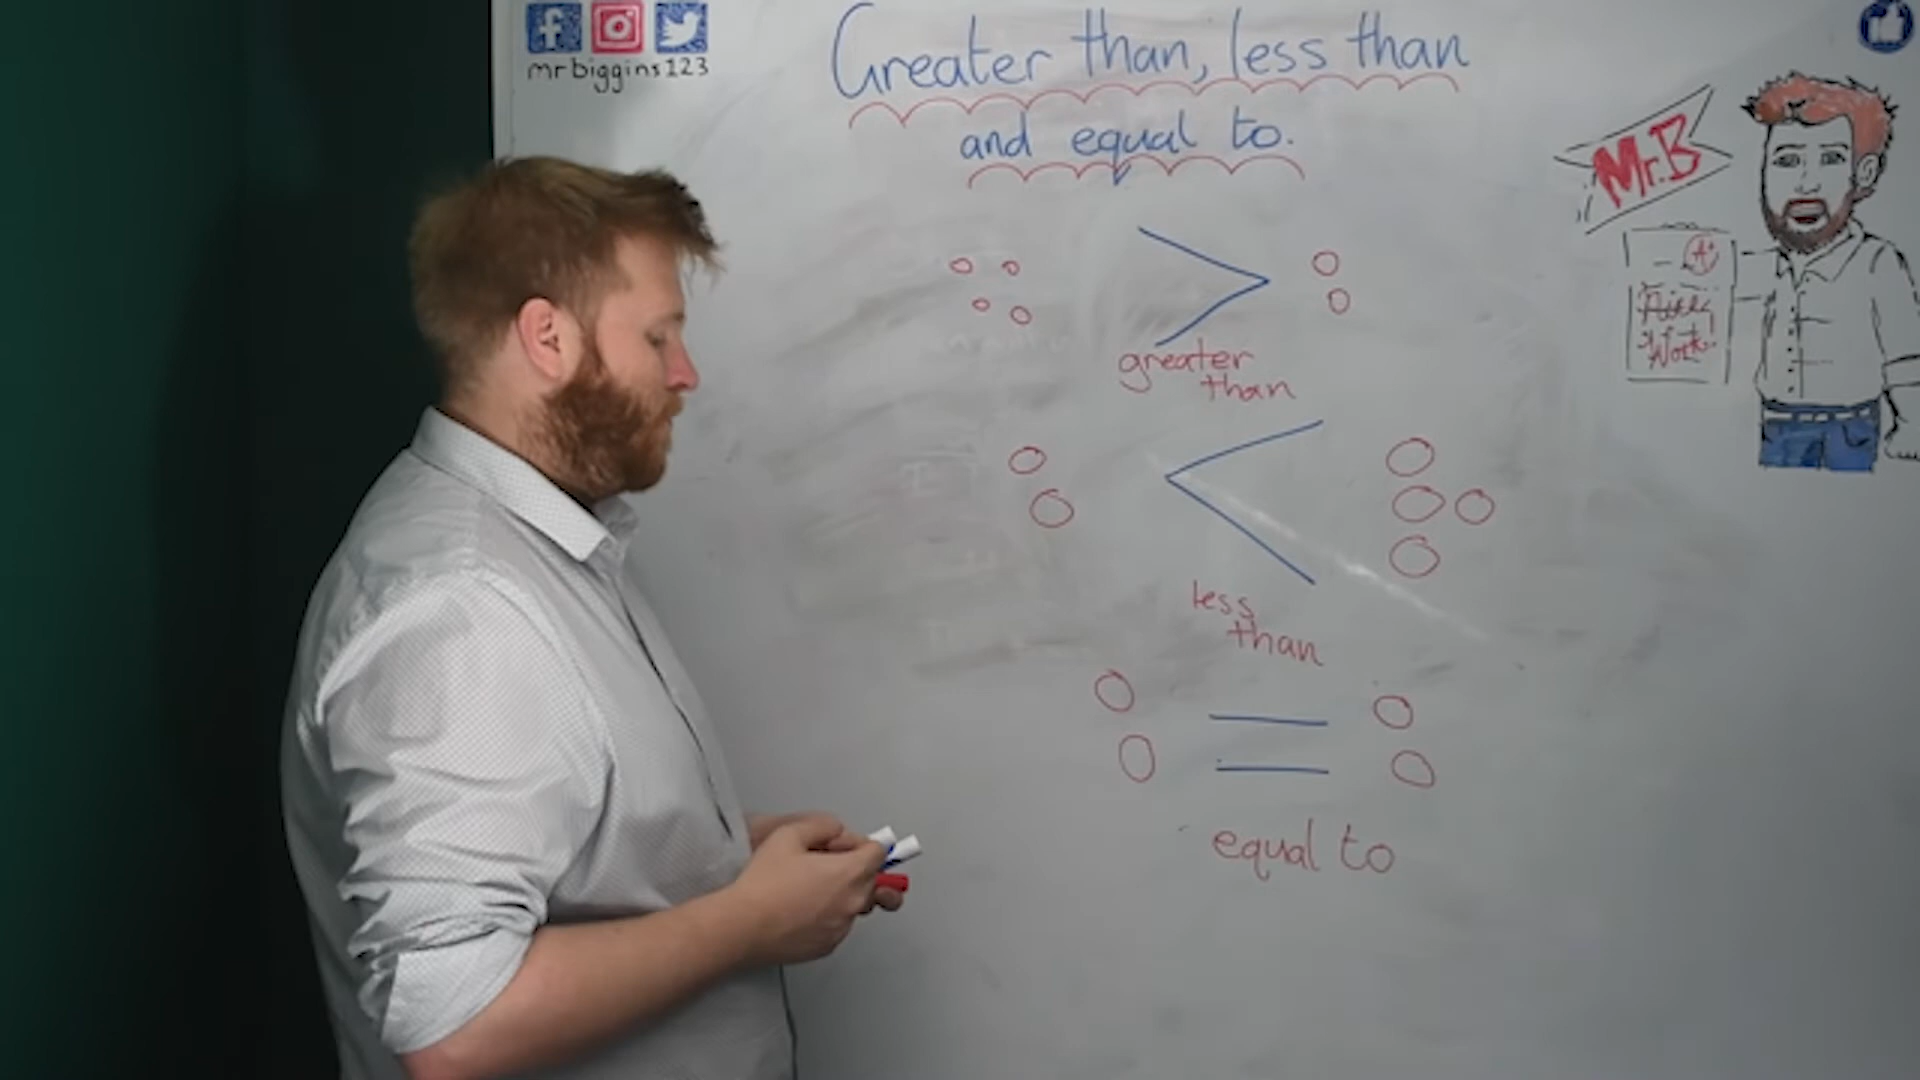 mrbiggins123
Greater than, less than
and equal to.
Mr.B
A+
>
greater
than
<
less
than
=
equal to